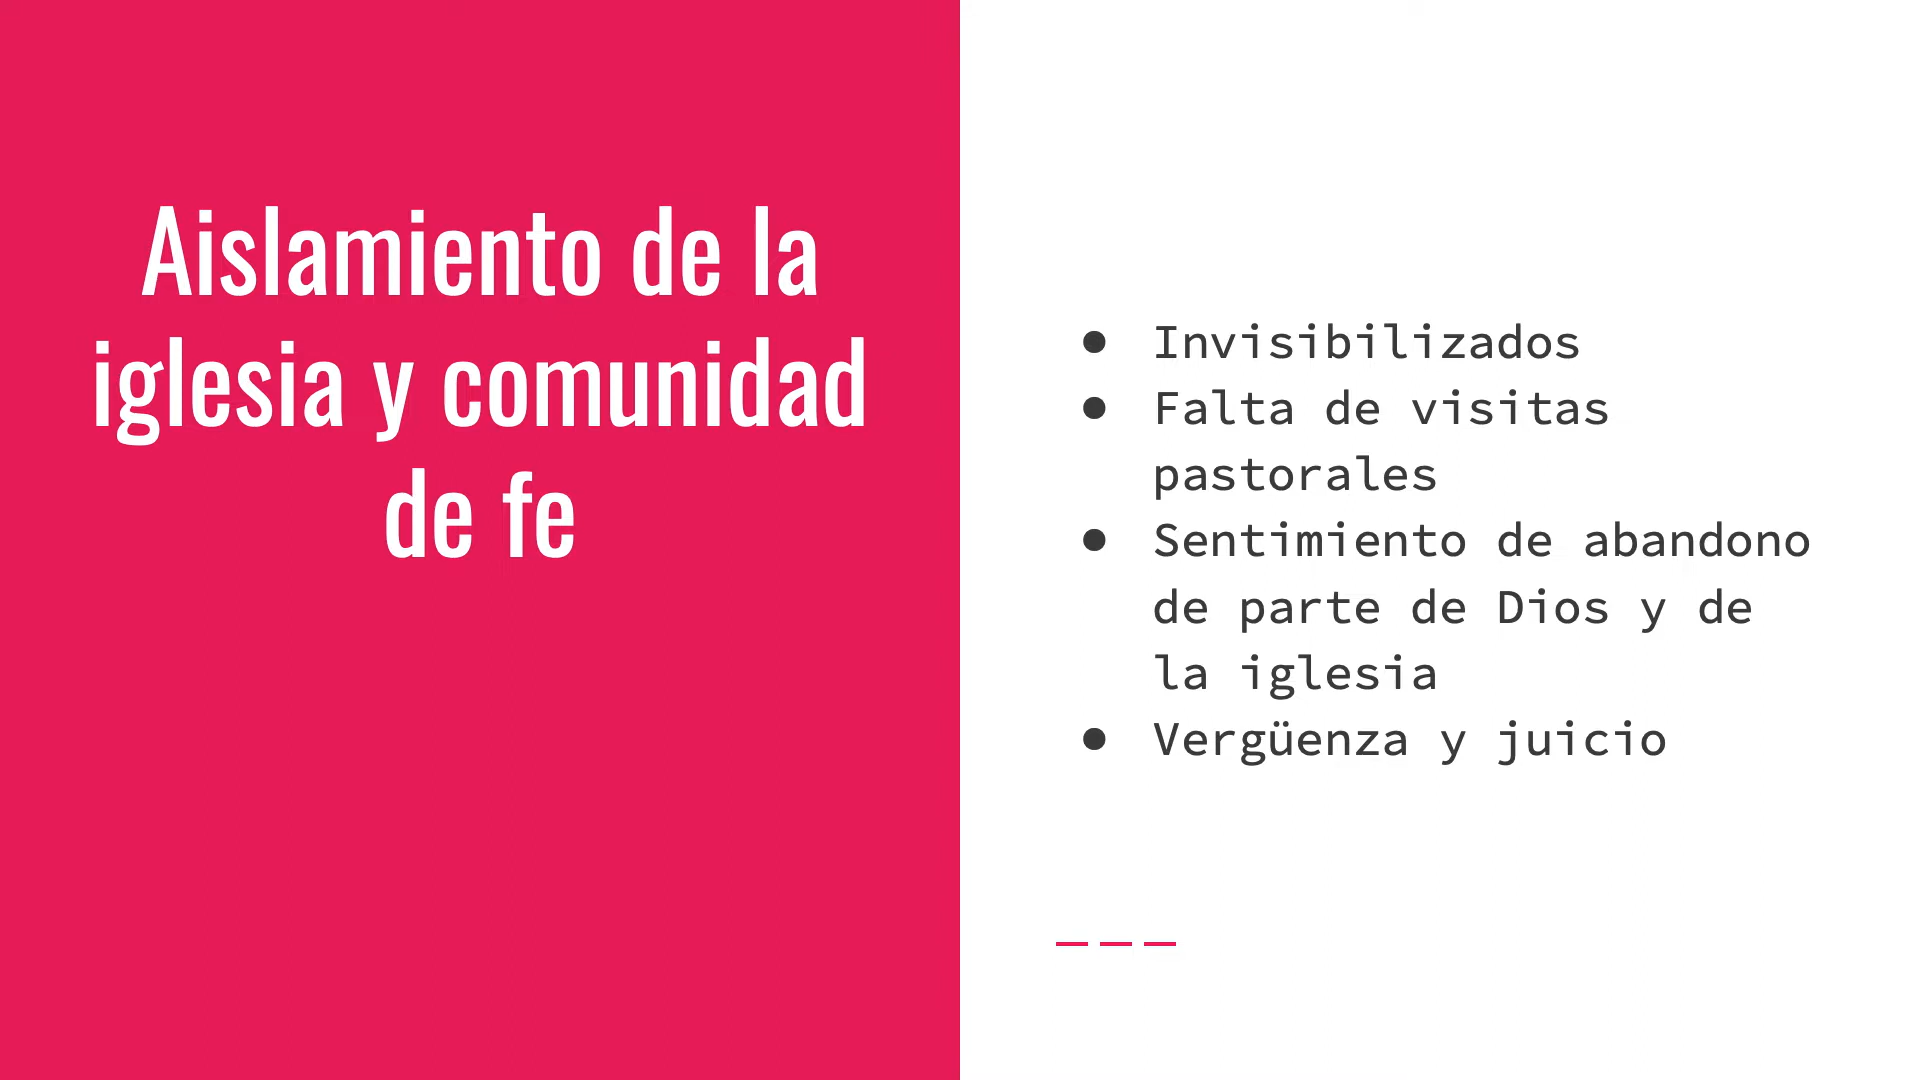 Aislamiento de la
iglesia y comunidad
de fe
● Invisibilizados
● Falta de visitas
pastorales
● Sentimiento de abandono
de parte de Dios y de
la iglesia
● Vergüenza y juicio